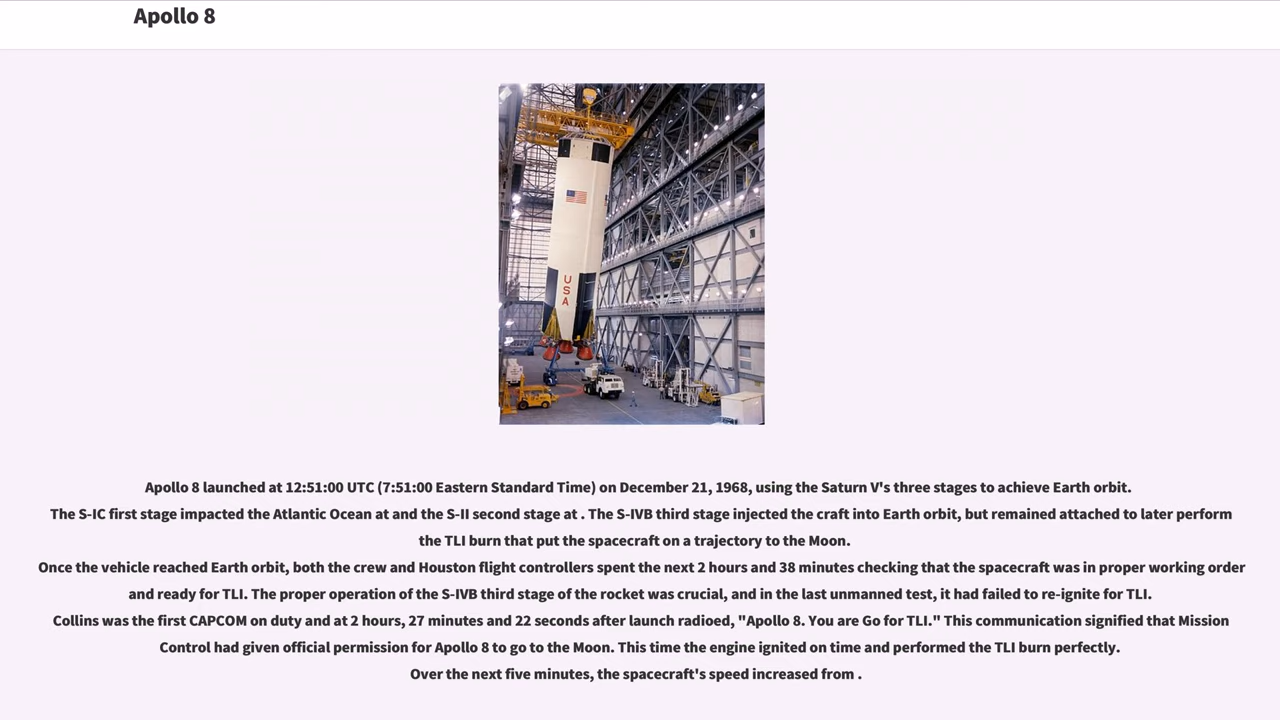 Apollo 8
U
S
A
Apollo 8 launched at 12:51:00 UTC (7:51:00 Eastern Standard Time) on December 21, 1968, using the Saturn V's three stages to achieve Earth orbit.
The S-IC first stage impacted the Atlantic Ocean at and the S-II second stage at . The S-IVB third stage injected the craft into Earth orbit, but remained attached to later perform
the TLI burn that put the spacecraft on a trajectory to the Moon.
Once the vehicle reached Earth orbit, both the crew and Houston flight controllers spent the next 2 hours and 38 minutes checking that the spacecraft was in proper working order
and ready for TLI. The proper operation of the S-IVB third stage of the rocket was crucial, and in the last unmanned test, it had failed to re-ignite for TLI.
Collins was the first CAPCOM on duty and at 2 hours, 27 minutes and 22 seconds after launch radioed, "Apollo 8. You are Go for TLI." This communication signified that Mission
Control had given official permission for Apollo 8 to go to the Moon. This time the engine ignited on time and performed the TLI burn perfectly.
Over the next five minutes, the spacecraft's speed increased from .